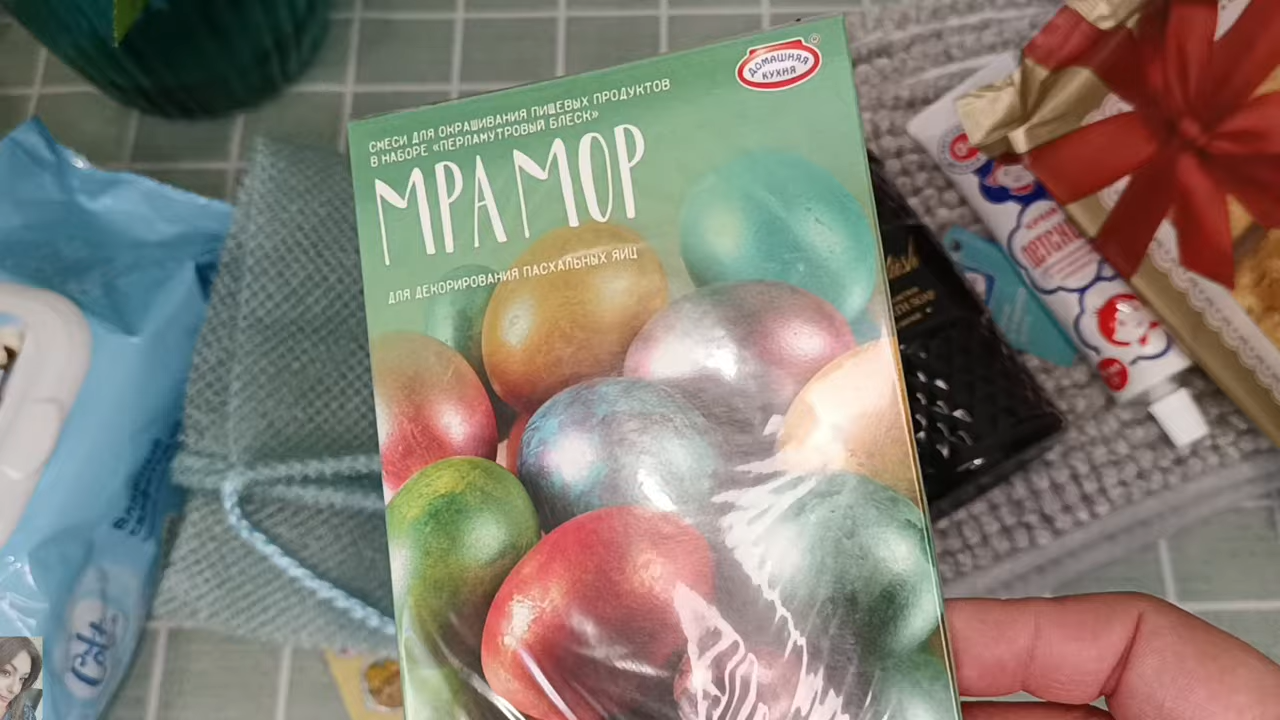 ДОМАШНЯЯ
КУХНЯ
СМЕСИ ДЛЯ ОКРАШИВАНИЯ ПИЩЕВЫХ ПРОДУКТОВ
В НАБОРЕ «ПЕРЛАМУТРОВЫЙ БЛЕСК»
МРАМОР
ДЛЯ ДЕКОРИРОВАНИЯ ПАСХАЛЬНЫХ ЯИЦ